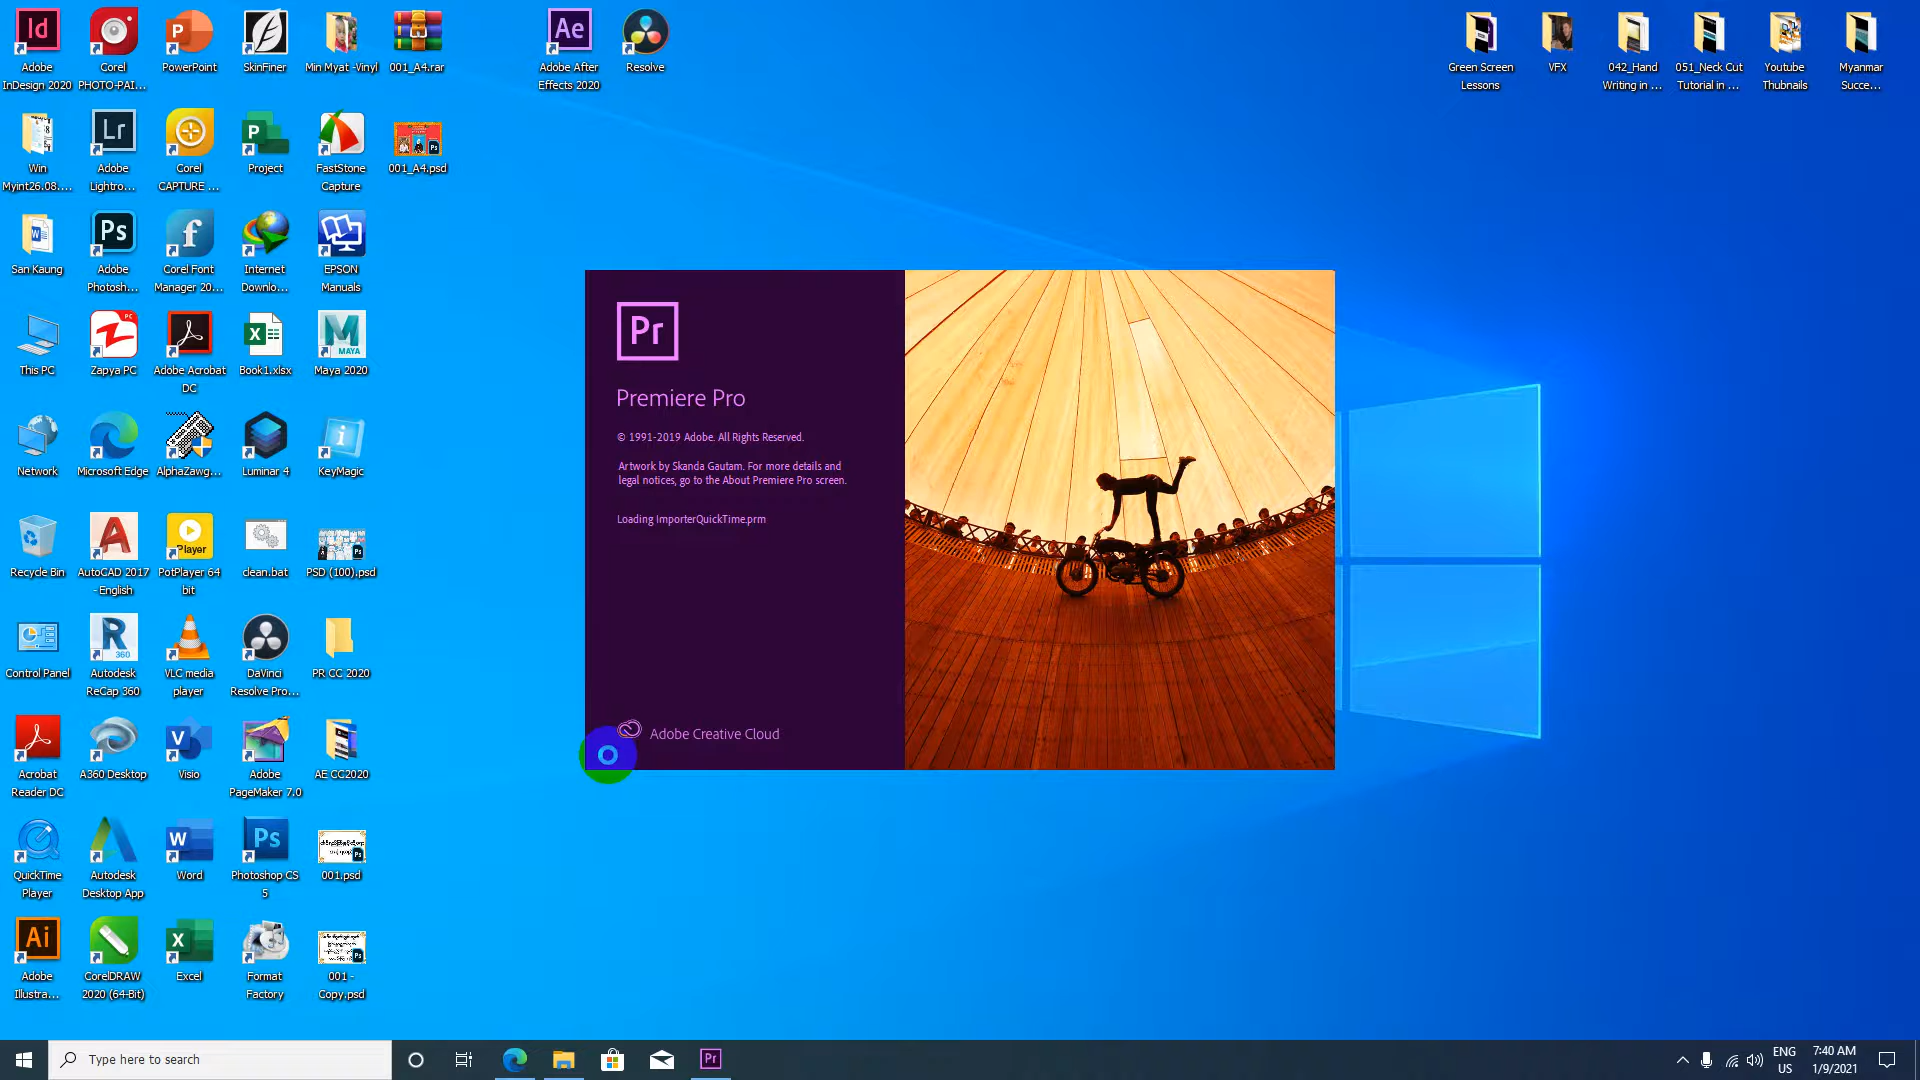 Adobe InDesign 2020
Corel PHOTO-PAI...
PowerPoint
SkinFiner
Min Myat -Vinyl
001_A4.rar
Adobe After Effects 2020
Resolve
Green Screen Lessons
VFX
042_Hand Writing in ...
051_Neck Cut Tutorial in ...
Youtube Thubnails
Myanmar Succe...
Win Myint26.08....
Adobe Lightro...
Corel CAPTURE ...
Project
FastStone Capture
001_A4.psd
San Kaung
Adobe Photosh...
Corel Font Manager 20...
Internet Downlo...
EPSON Manuals
This PC
Zapya PC
Adobe Acrobat DC
Book1.xlsx
Maya 2020
Network
Microsoft Edge
AlphaZawg...
Luminar 4
KeyMagic
Recycle Bin
AutoCAD 2017 - English
PotPlayer 64 bit
clean.bat
PSD (100).psd
Control Panel
Autodesk ReCap 360
VLC media player
DaVinci Resolve Pro...
PR CC 2020
Acrobat Reader DC
A360 Desktop
Visio
Adobe PageMaker 7.0
AE CC2020
QuickTime Player
Autodesk Desktop App
Word
Photoshop CS 5
001.psd
Adobe Illustra...
CorelDRAW 2020 (64-Bit)
Excel
Format Factory
001 - Copy.psd
Pr
Premiere Pro
© 1991-2019 Adobe. All Rights Reserved.
Artwork by Skanda Gautam. For more details and
legal notices, go to the About Premiere Pro screen.
Loading ImporterQuickTime.prm
Adobe Creative Cloud
Type here to search
ENG
US
7:40 AM
1/9/2021